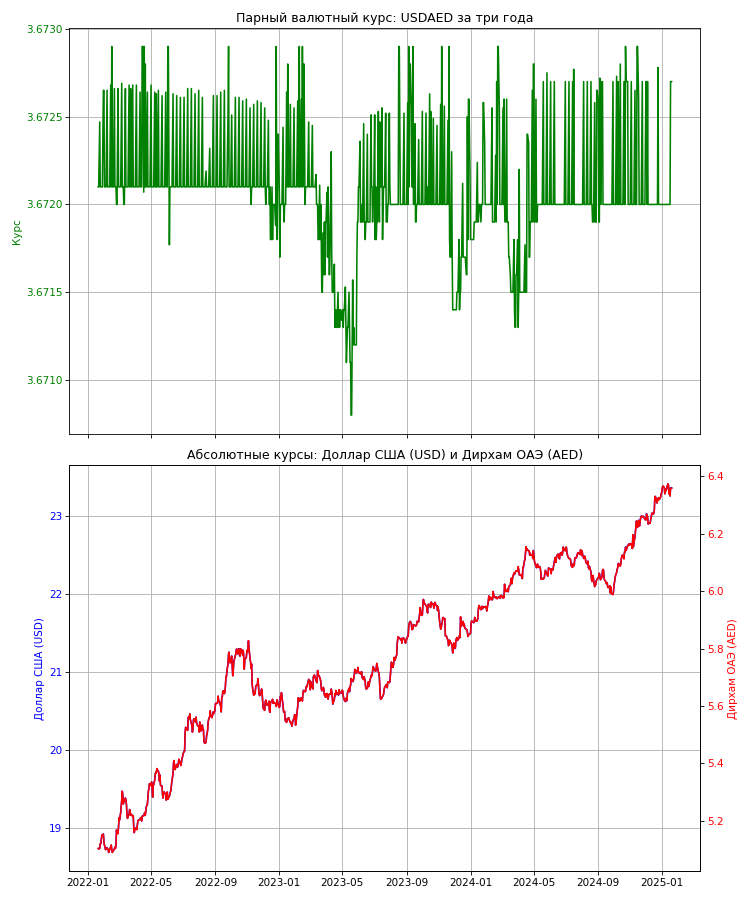 Парный валютный курс: USDAED за три года
3.6730
3.6725
3.6720
3.6715
3.6710
Курс
Абсолютные курсы: Доллар США (USD) и Дирхам ОАЭ (AED)
23
22
21
20
19
Доллар США (USD)
6.4
6.2
6.0
5.8
5.6
5.4
5.2
Дирхам ОАЭ (AED)
2022-01 2022-05 2022-09 2023-01 2023-05 2023-09 2024-01 2024-05 2024-09 2025-01